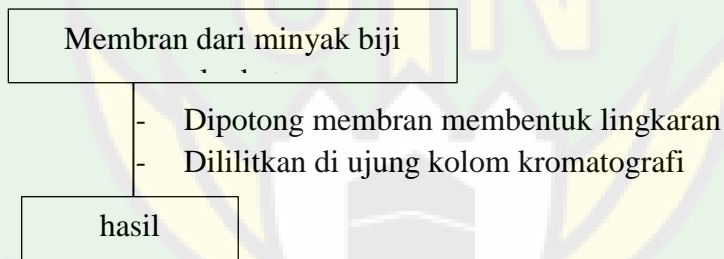 Membran dari minyak biji
- Dipotong membran membentuk lingkaran
- Dililitkan di ujung kolom kromatografi
hasil